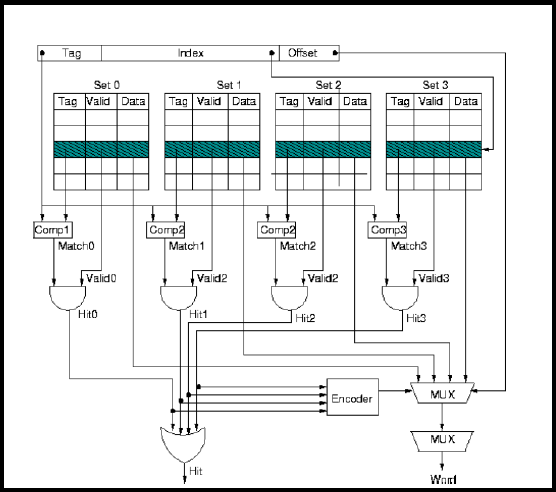 Tag Index Offset
Set 0 Set 1 Set 2 Set 3
Tag Valid Data Tag Valid Data Tag Valid Data Tag Valid Data
Comp1 Comp2 Comp2 Comp3
Match0 Match1 Match2 Match3
Valid0 Valid2 Valid2 Valid3
Hit0 Hit1 Hit2 Hit3
Encoder MUX
MUX
Hit Word